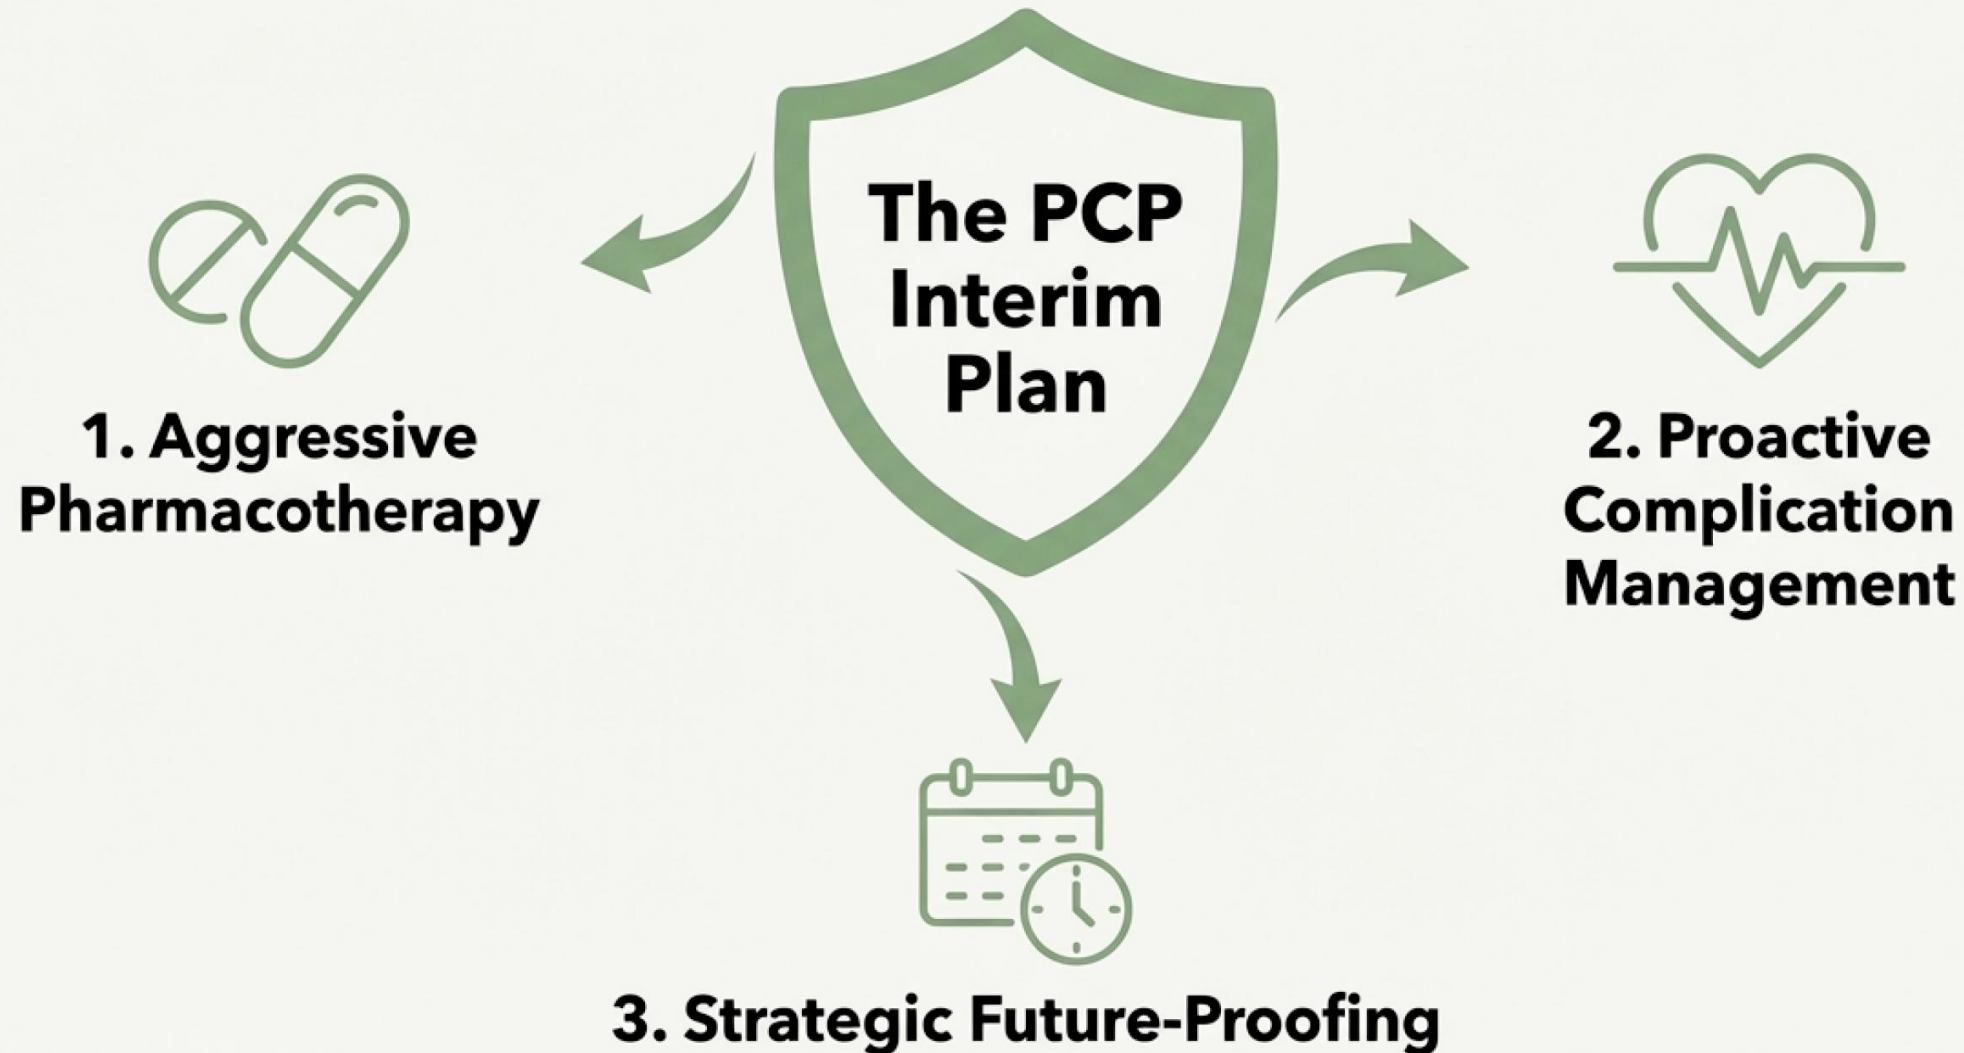 The PCP
Interim
Plan
1. Aggressive
Pharmacotherapy
2. Proactive
Complication
Management
3. Strategic Future-Proofing